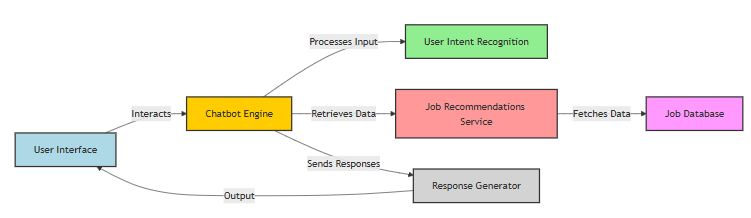 Processes Input
User Intent Recognition
Interacts
Chatbot Engine
Retrieves Data
Job Recommendations
Service
Fetches Data
Job Database
User Interface
Sends Responses
Response Generator
Output